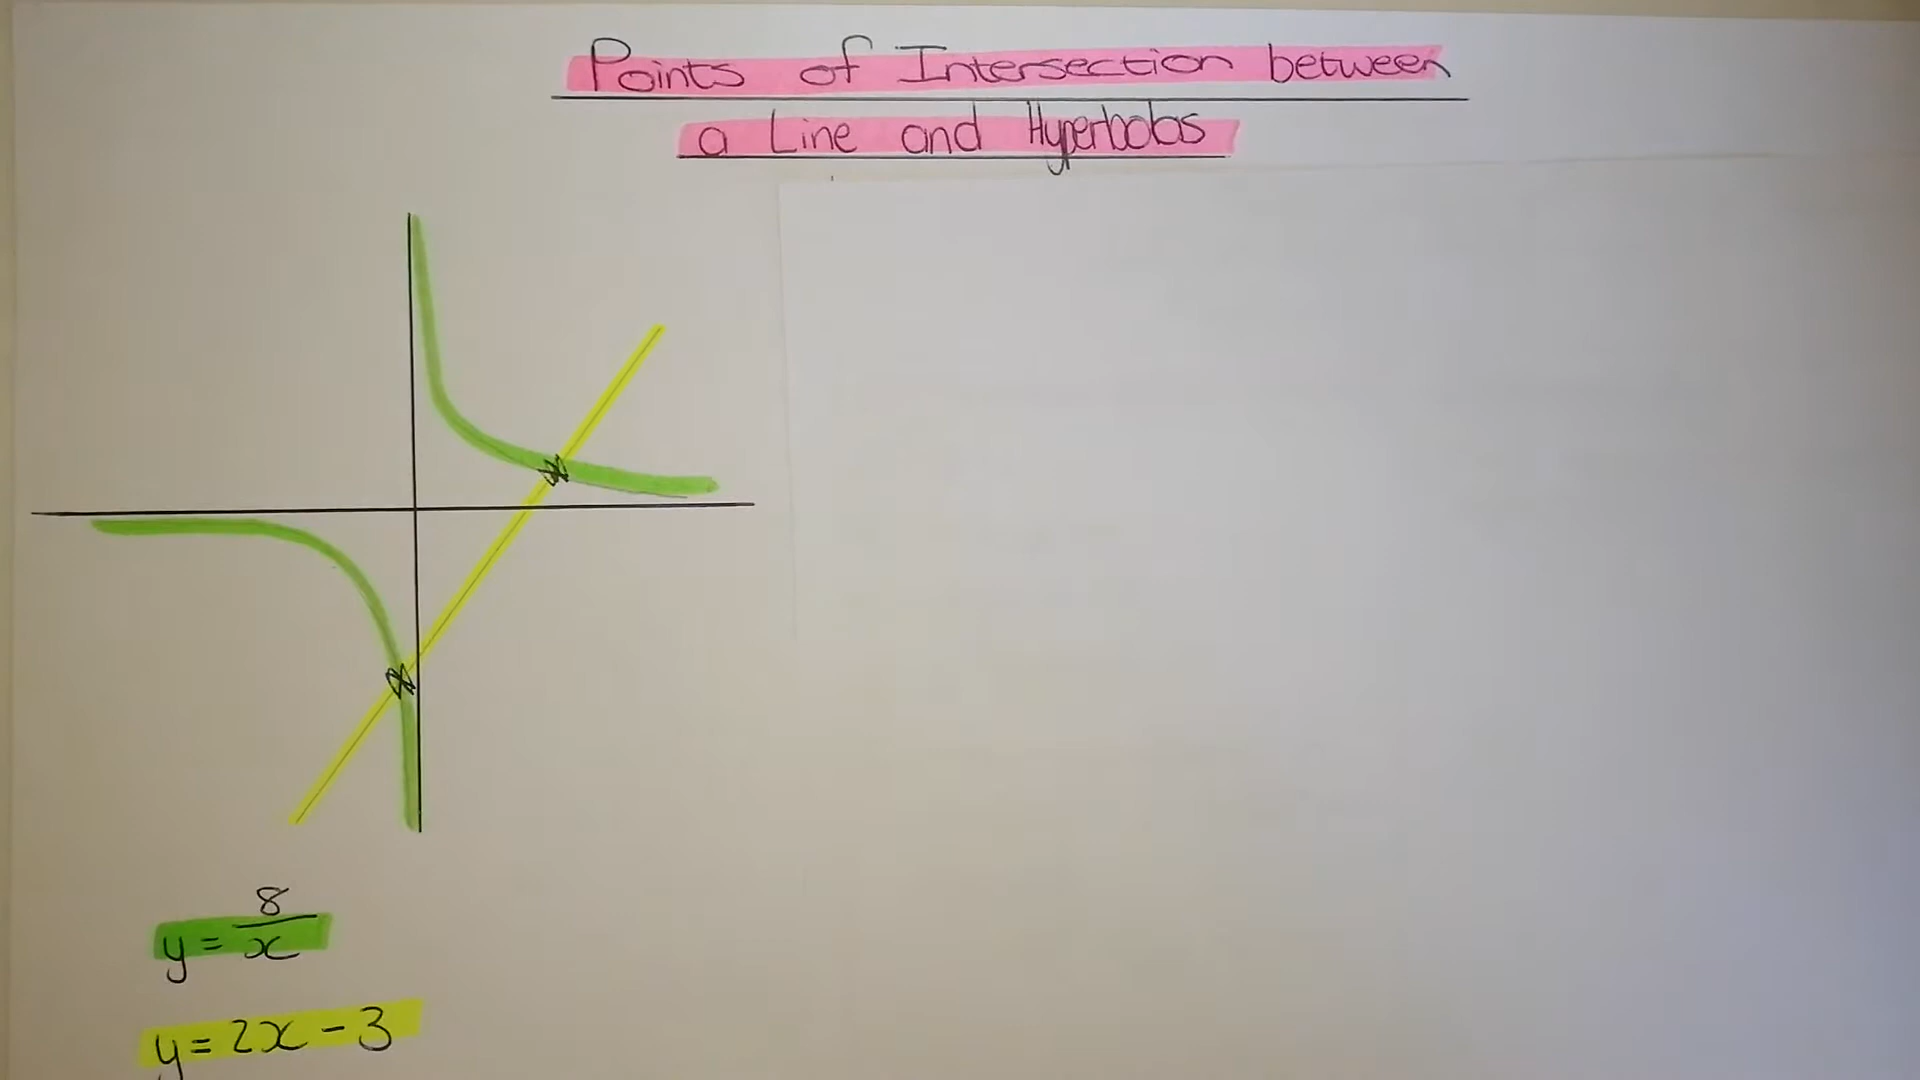 Points of Intersection between
a Line and Hyperbolas
y = 8/x
y = 2x - 3